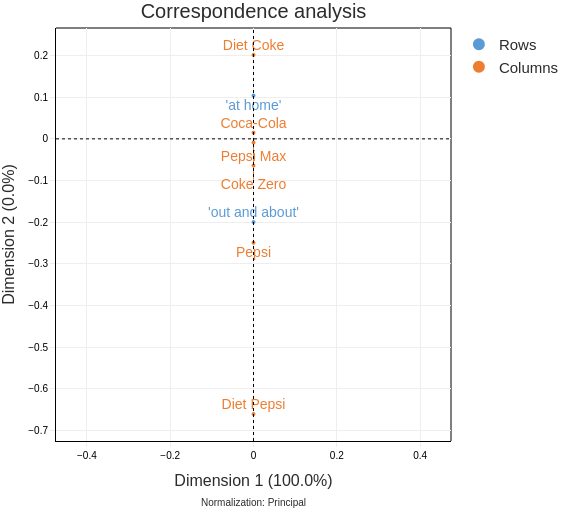 Correspondence analysis
Rows
Columns
Dimension 2 (0.0%)
0.2
0.1
0
−0.1
−0.2
−0.3
−0.4
−0.5
−0.6
−0.7
Diet Coke
'at home'
Coca-Cola
Pepsi Max
Coke Zero
'out and about'
Pepsi
Diet Pepsi
−0.4
−0.2
0
0.2
0.4
Dimension 1 (100.0%)
Normalization: Principal